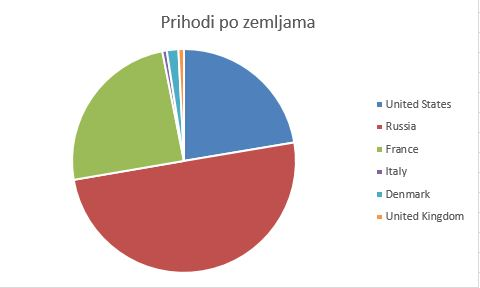 Prihodi po zemljama
United States
Russia
France
Italy
Denmark
United Kingdom